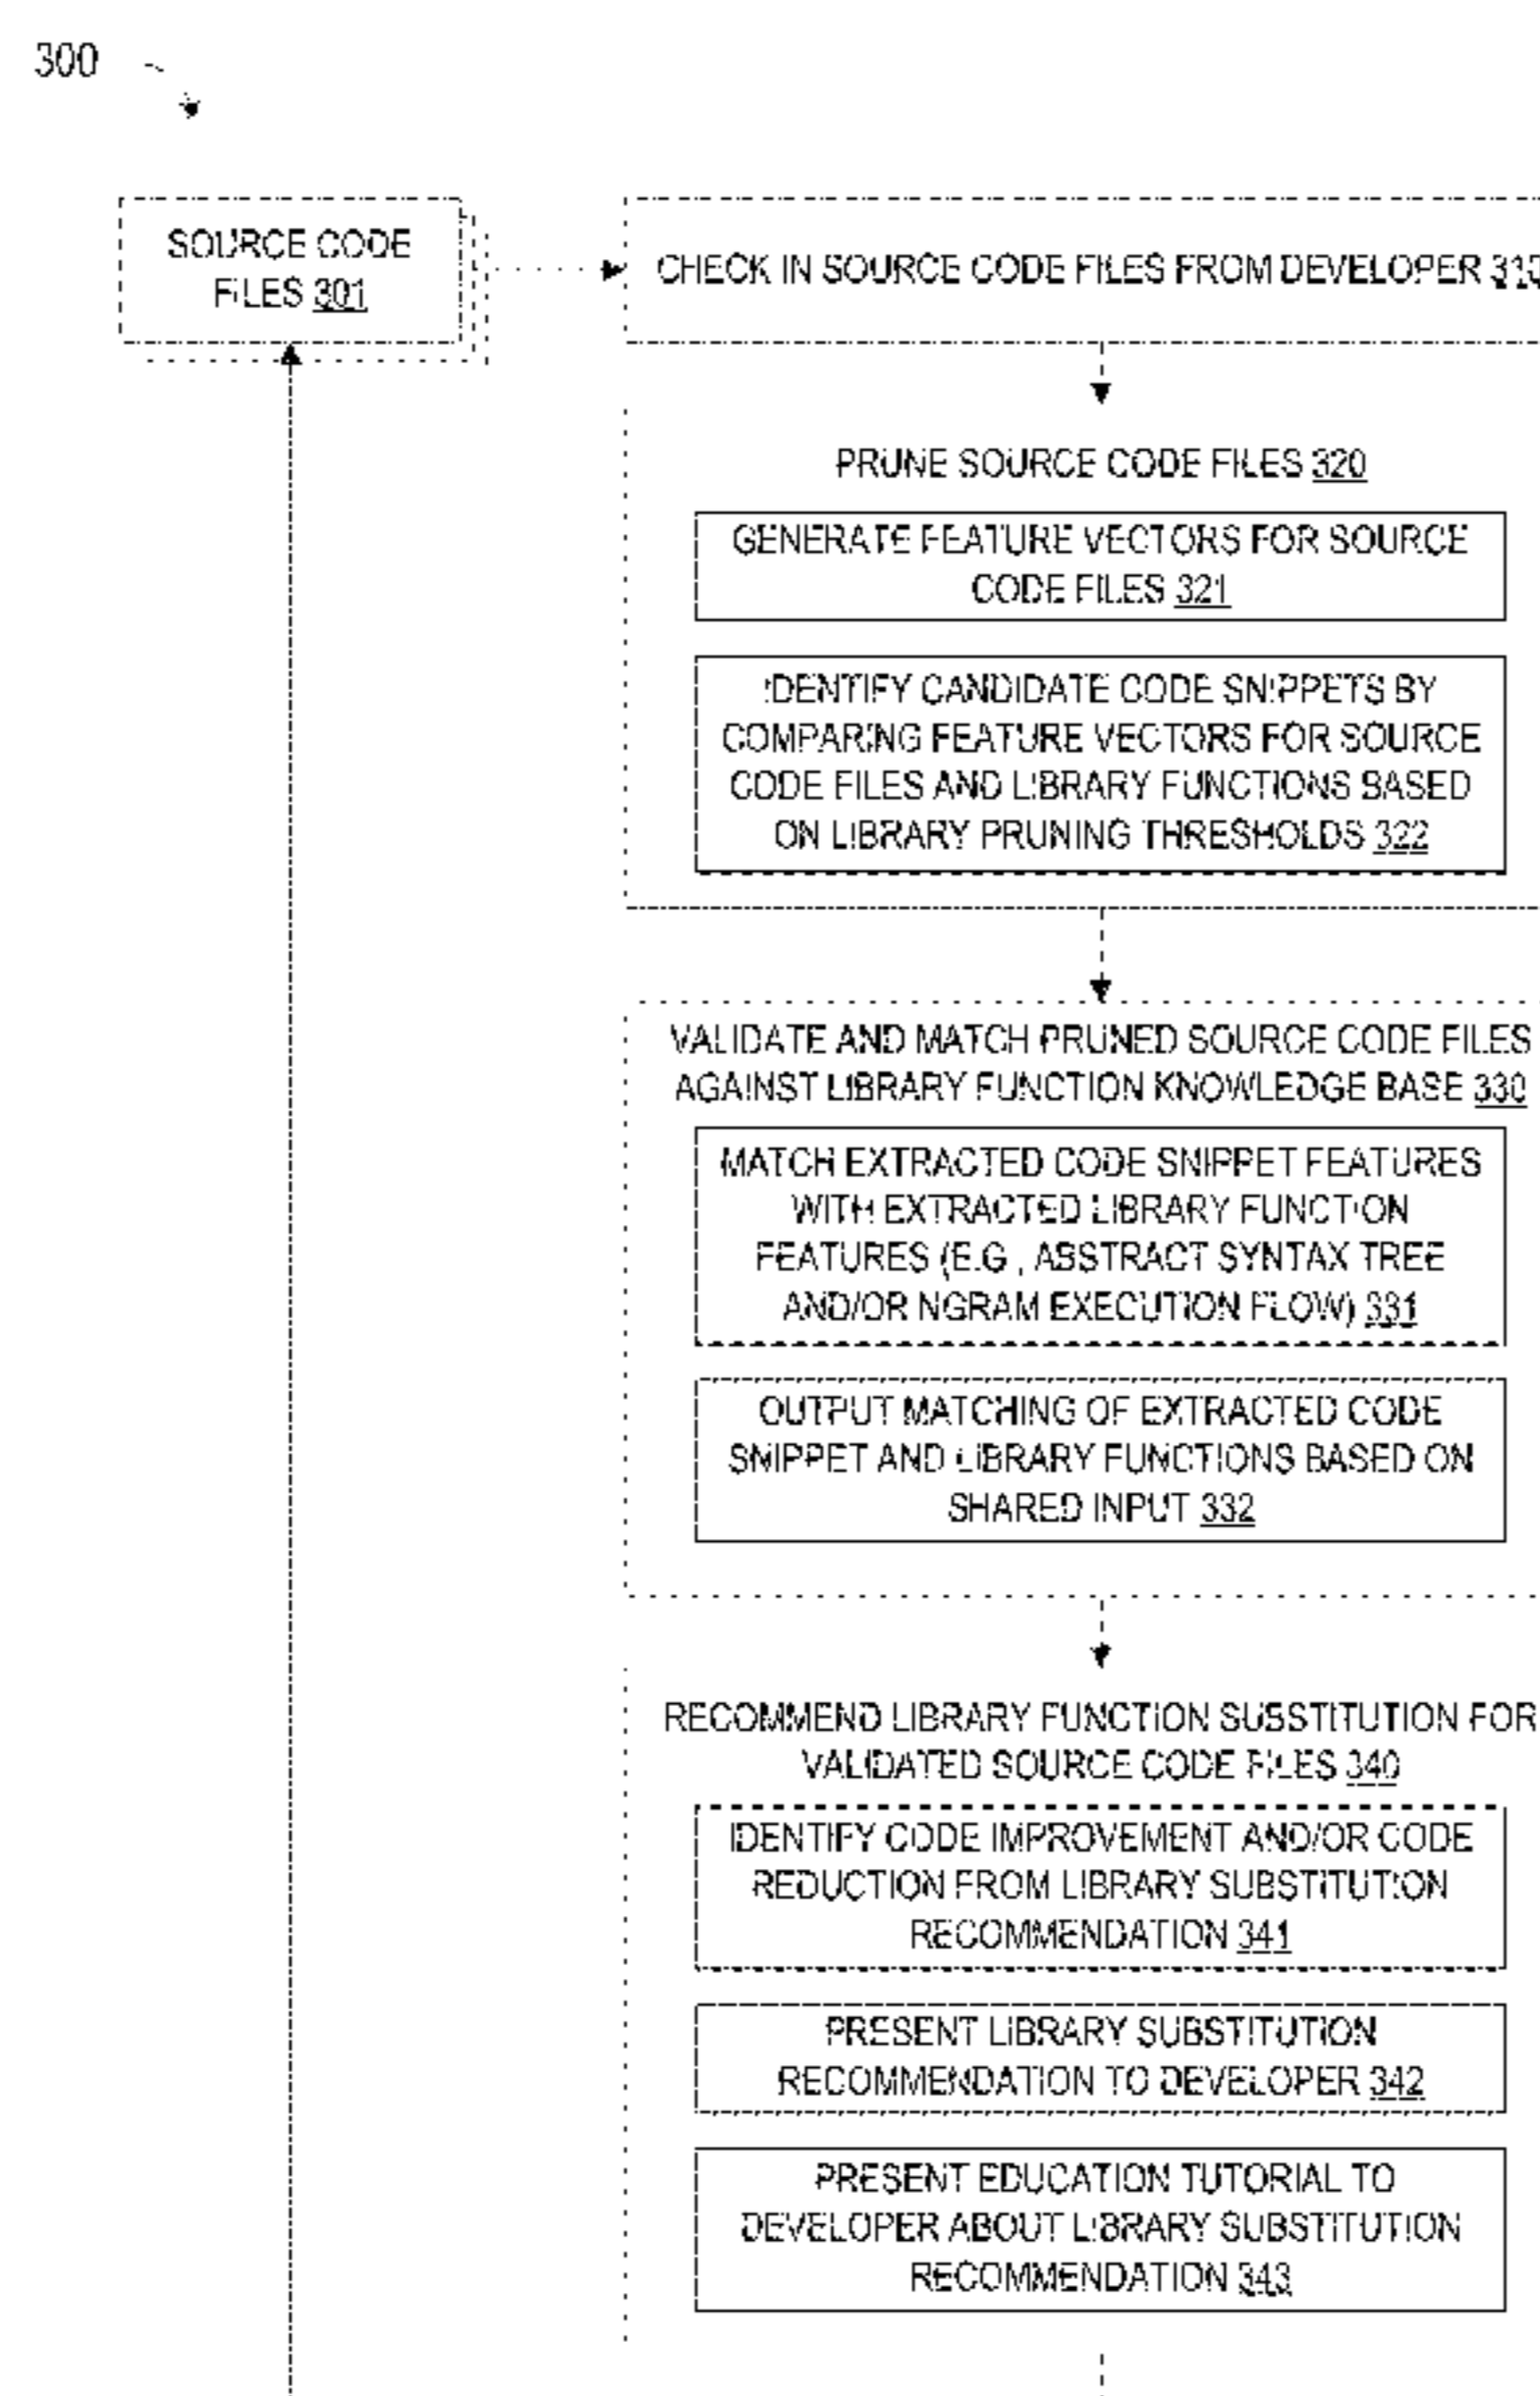 300
SOURCE CODE
FILES 301
CHECK IN SOURCE CODE FILES FROM DEVELOPER 310
PRUNE SOURCE CODE FILES 320
GENERATE FEATURE VECTORS FOR SOURCE
CODE FILES 321
IDENTIFY CANDIDATE CODE SNIPPETS BY
COMPARING FEATURE VECTORS FOR SOURCE
CODE FILES AND LIBRARY FUNCTIONS BASED
ON LIBRARY PRUNING THRESHOLDS 322
VALIDATE AND MATCH PRUNED SOURCE CODE FILES
AGAINST LIBRARY FUNCTION KNOWLEDGE BASE 330
MATCH EXTRACTED CODE SNIPPET FEATURES
WITH EXTRACTED LIBRARY FUNCTION
FEATURES (E.G., ABSTRACT SYNTAX TREE
AND/OR NGRAM EXECUTION FLOW) 331
OUTPUT MATCHING OF EXTRACTED CODE
SNIPPET AND LIBRARY FUNCTIONS BASED ON
SHARED INPUT 332
RECOMMEND LIBRARY FUNCTION SUBSTITUTION FOR
VALIDATED SOURCE CODE FILES 340
IDENTIFY CODE IMPROVEMENT AND/OR CODE
REDUCTION FROM LIBRARY SUBSTITUTION
RECOMMENDATION 341
PRESENT LIBRARY SUBSTITUTION
RECOMMENDATION TO DEVELOPER 342
PRESENT EDUCATION TUTORIAL TO
DEVELOPER ABOUT LIBRARY SUBSTITUTION
RECOMMENDATION 343